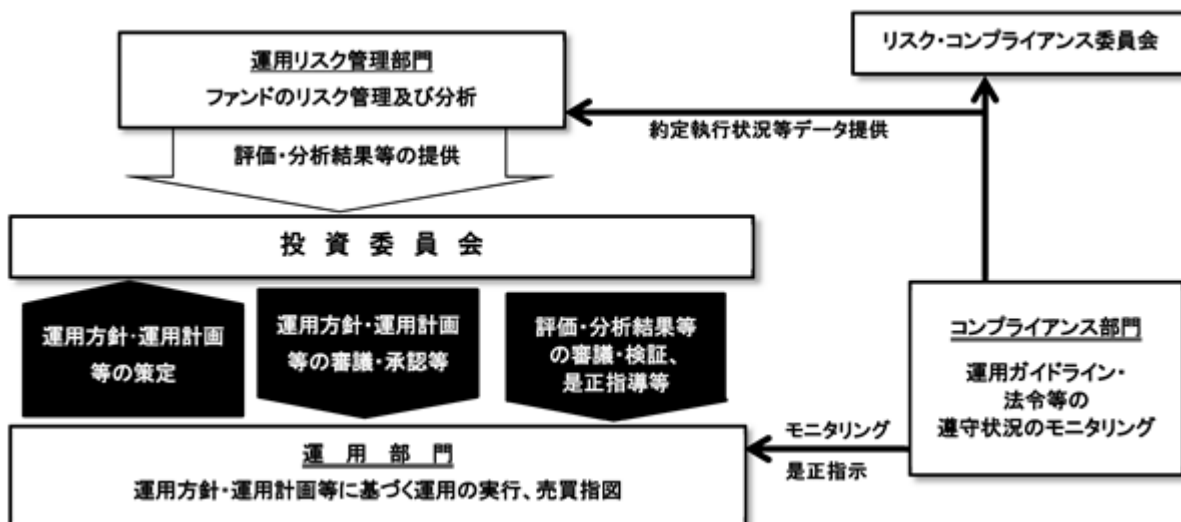 運用リスク管理部門
ファンドのリスク管理及び分析
リスク・コンプライアンス委員会
約定執行状況等データ提供
評価・分析結果等の提供
投資委員会
運用方針・運用計画
等の策定
運用方針・運用計画
等の審議・承認等
評価・分析結果等
の審議・検証、
是正指導等
コンプライアンス部門
運用ガイドライン・
法令等の
遵守状況のモニタリング
モニタリング
是正指示
運用部門
運用方針・運用計画等に基づく運用の実行、売買指図